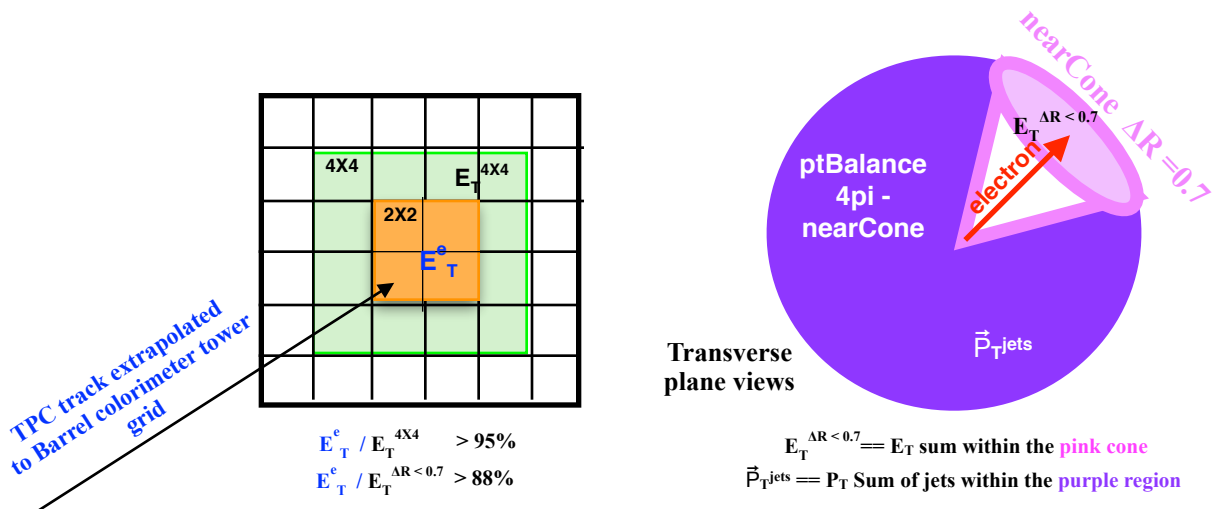 4X4
E_T^4X4
2X2
E^e_T
TPC track extrapolated
to Barrel colorimeter tower
grid
E^e_T / E_T^4X4 > 95%
E^e_T / E_T^ΔR < 0.7 > 88%
nearCone ΔR =0.7
E_T^ΔR < 0.7
electron
ptBalance
4pi -
nearCone
P⃗_T^jets
Transverse
plane views
E_T^ΔR < 0.7 == E_T sum within the pink cone
P⃗_T^jets == P_T Sum of jets within the purple region